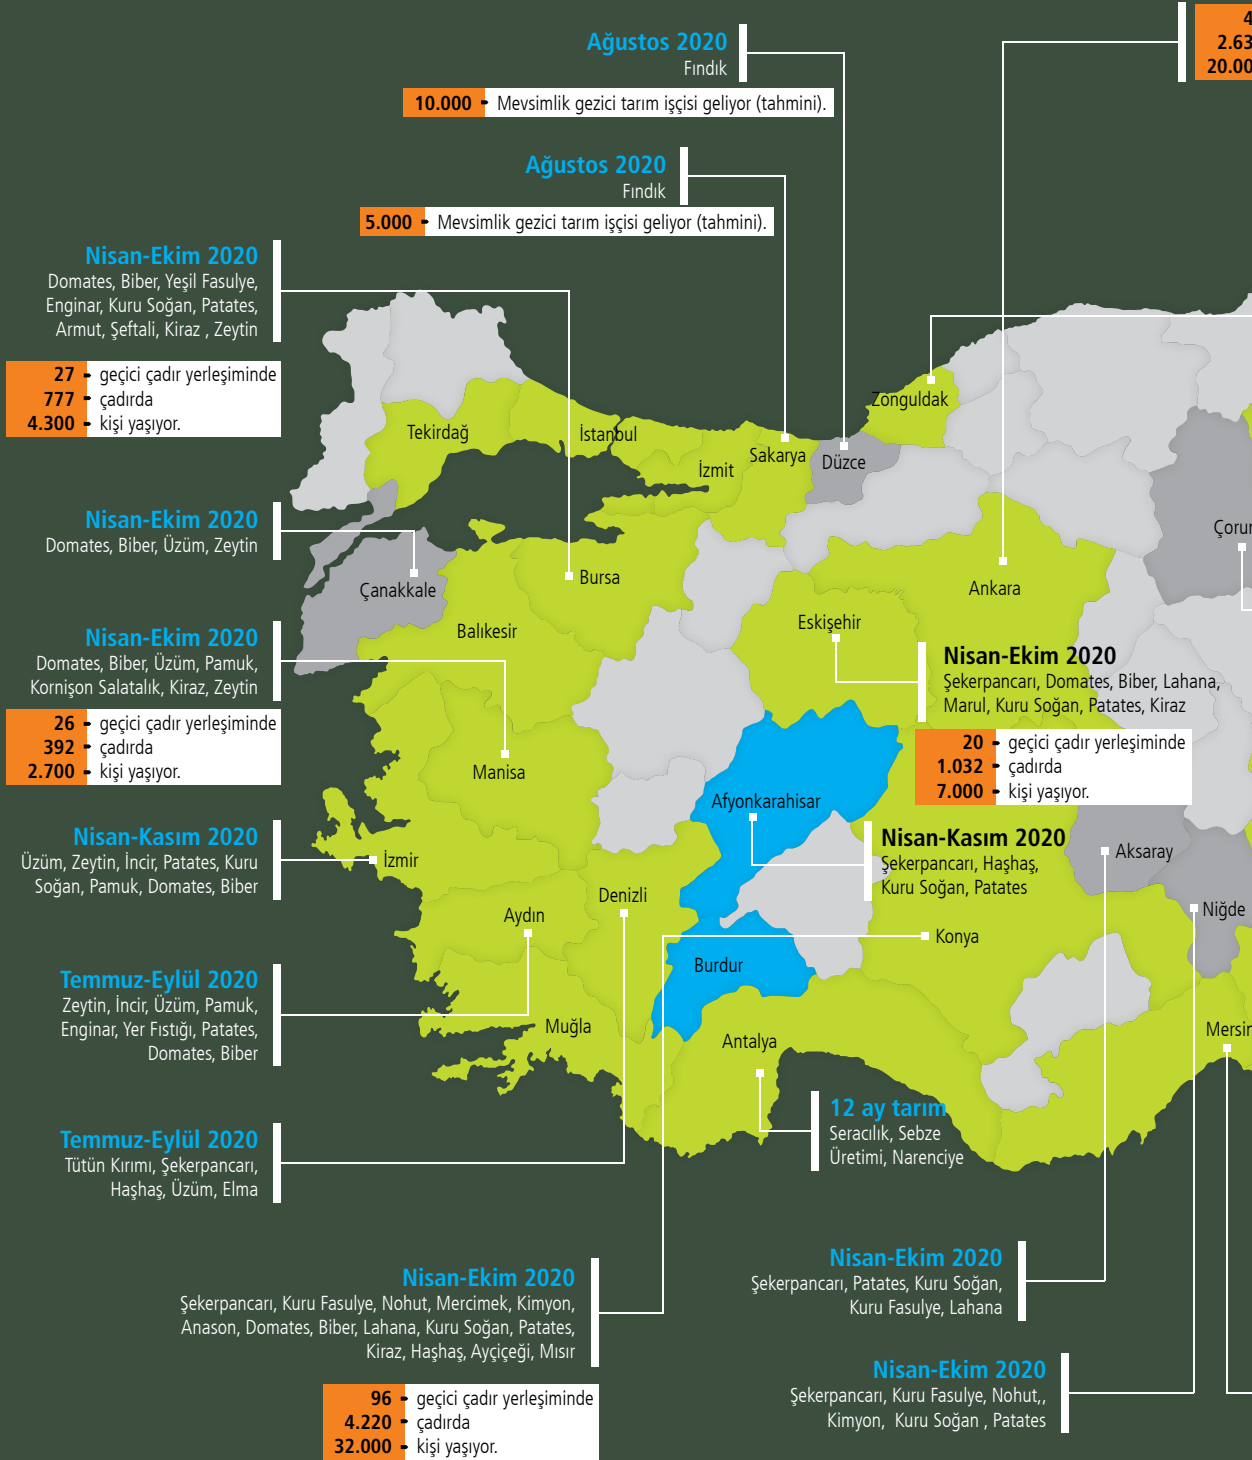 4
2.63
20.00
Ağustos 2020
Fındık
10.000 - Mevsimlik gezici tarım işçisi geliyor (tahmini).
Ağustos 2020
Fındık
5.000 - Mevsimlik gezici tarım işçisi geliyor (tahmini).
Nisan-Ekim 2020
Domates, Biber, Yeşil Fasulye,
Enginar, Kuru Soğan, Patates,
Armut, Şeftali, Kiraz , Zeytin
27 - geçici çadır yerleşiminde
777 - çadırda
4.300 - kişi yaşıyor.
Nisan-Ekim 2020
Domates, Biber, Üzüm, Zeytin
Nisan-Ekim 2020
Domates, Biber, Üzüm, Pamuk,
Kornişon Salatalık, Kiraz, Zeytin
26 - geçici çadır yerleşiminde
392 - çadırda
2.700 - kişi yaşıyor.
Nisan-Kasım 2020
Üzüm, Zeytin, İncir, Patates, Kuru
Soğan, Pamuk, Domates, Biber
Temmuz-Eylül 2020
Zeytin, İncir, Üzüm, Pamuk,
Enginar, Yer Fıstığı, Patates,
Domates, Biber
Temmuz-Eylül 2020
Tütün Kırımı, Şekerpancarı,
Haşhaş, Üzüm, Elma
Zonguldak
Tekirdağ
İstanbul
İzmit
Sakarya
Düzce
Çorum
Çanakkale
Bursa
Ankara
Balıkesir
Eskişehir
Nisan-Ekim 2020
Şekerpancarı, Domates, Biber, Lahana,
Marul, Kuru Soğan, Patates, Kiraz
20 - geçici çadır yerleşiminde
1.032 - çadırda
7.000 - kişi yaşıyor.
Manisa
Afyonkarahisar
Nisan-Kasım 2020
Şekerpancarı, Haşhaş,
Kuru Soğan, Patates
Aksaray
İzmir
Denizli
Aydın
Niğde
Konya
Burdur
Muğla
Antalya
Mersin
12 ay tarım
Seracılık, Sebze
Üretimi, Narenciye
Nisan-Ekim 2020
Şekerpancarı, Kuru Fasulye, Nohut, Mercimek, Kimyon,
Anason, Domates, Biber, Lahana, Kuru Soğan, Patates,
Kiraz, Haşhaş, Ayçiçeği, Mısır
96 - geçici çadır yerleşiminde
4.220 - çadırda
32.000 - kişi yaşıyor.
Nisan-Ekim 2020
Şekerpancarı, Patates, Kuru Soğan,
Kuru Fasulye, Lahana
Nisan-Ekim 2020
Şekerpancarı, Kuru Fasulye, Nohut,,
Kimyon, Kuru Soğan , Patates